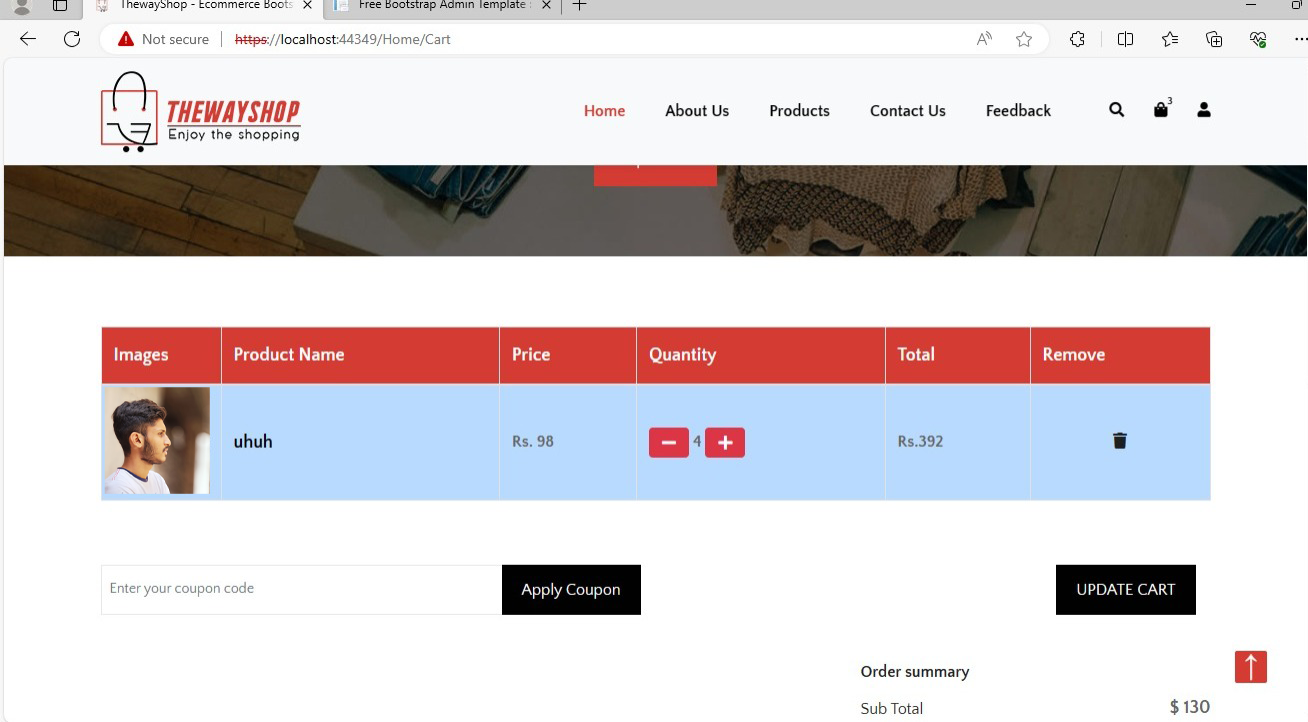 ThewayShop - Ecommerce Boots
Free Bootstrap Admin Template
Not secure https://localhost:44349/Home/Cart
THEWAYSHOP
Enjoy the shopping
Home About Us Products Contact Us Feedback 3
Images Product Name Price Quantity Total Remove
uhuh Rs. 98 4 Rs.392
Enter your coupon code Apply Coupon UPDATE CART
Order summary
Sub Total $ 130